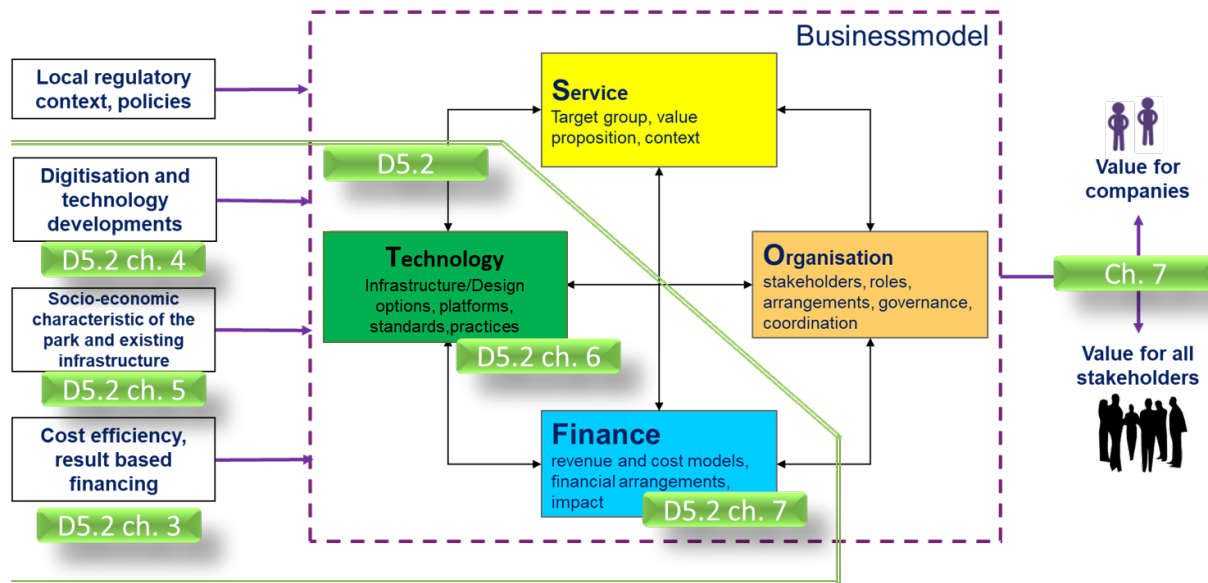 Businessmodel
Local regulatory
context, policies
Service
Target group, value
proposition, context
D5.2
Digitisation and
technology
developments
D5.2 ch. 4
Technology
Infrastructure/Design
options, platforms,
standards,practices
D5.2 ch. 6
Organisation
stakeholders, roles,
arrangements, governance,
coordination
Value for
companies
Ch. 7
Value for all
stakeholders
Socio-economic
characteristic of the
park and existing
infrastructure
D5.2 ch. 5
Cost efficiency,
result based
financing
D5.2 ch. 3
Finance
revenue and cost models,
financial arrangements,
impact
D5.2 ch. 7